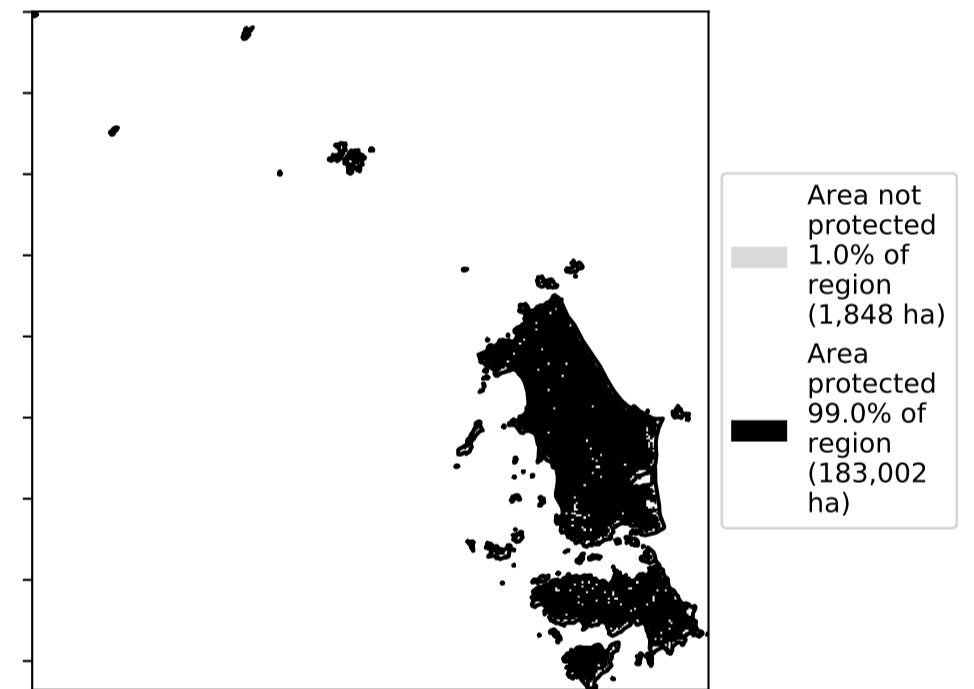 Area not
protected
1.0% of
region
(1,848 ha)
Area
protected
99.0% of
region
(183,002
ha)